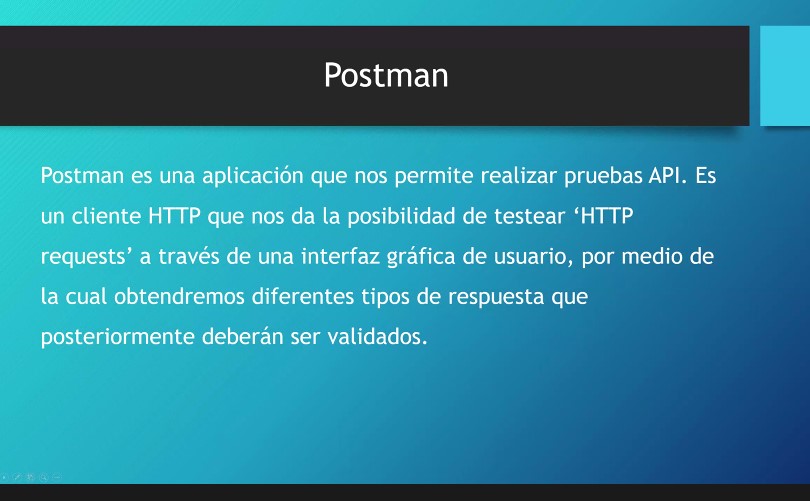 Postman
Postman es una aplicación que nos permite realizar pruebas API. Es
un cliente HTTP que nos da la posibilidad de testear ‘HTTP
requests’ a través de una interfaz gráfica de usuario, por medio de
la cual obtendremos diferentes tipos de respuesta que
posteriormente deberán ser validados.